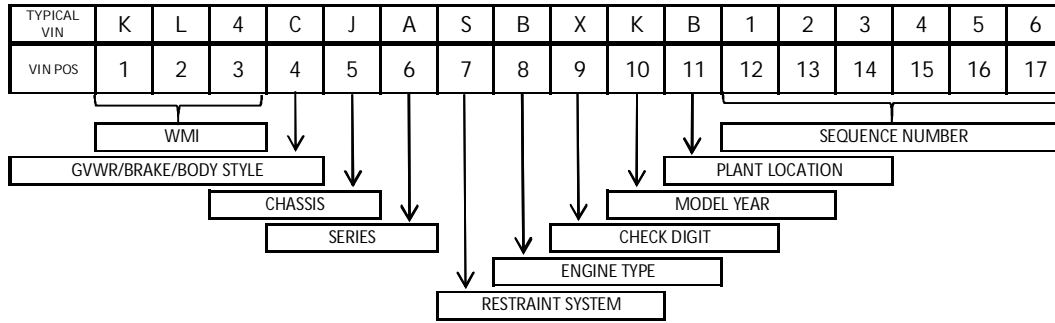 TYPICAL VIN K L 4 C J A S B X K B 1 2 3 4 5 6
VIN POS 1 2 3 4 5 6 7 8 9 10 11 12 13 14 15 16 17
WMI SEQUENCE NUMBER
GVWR/BRAKE/BODY STYLE PLANT LOCATION
CHASSIS MODEL YEAR
SERIES CHECK DIGIT
ENGINE TYPE
RESTRAINT SYSTEM